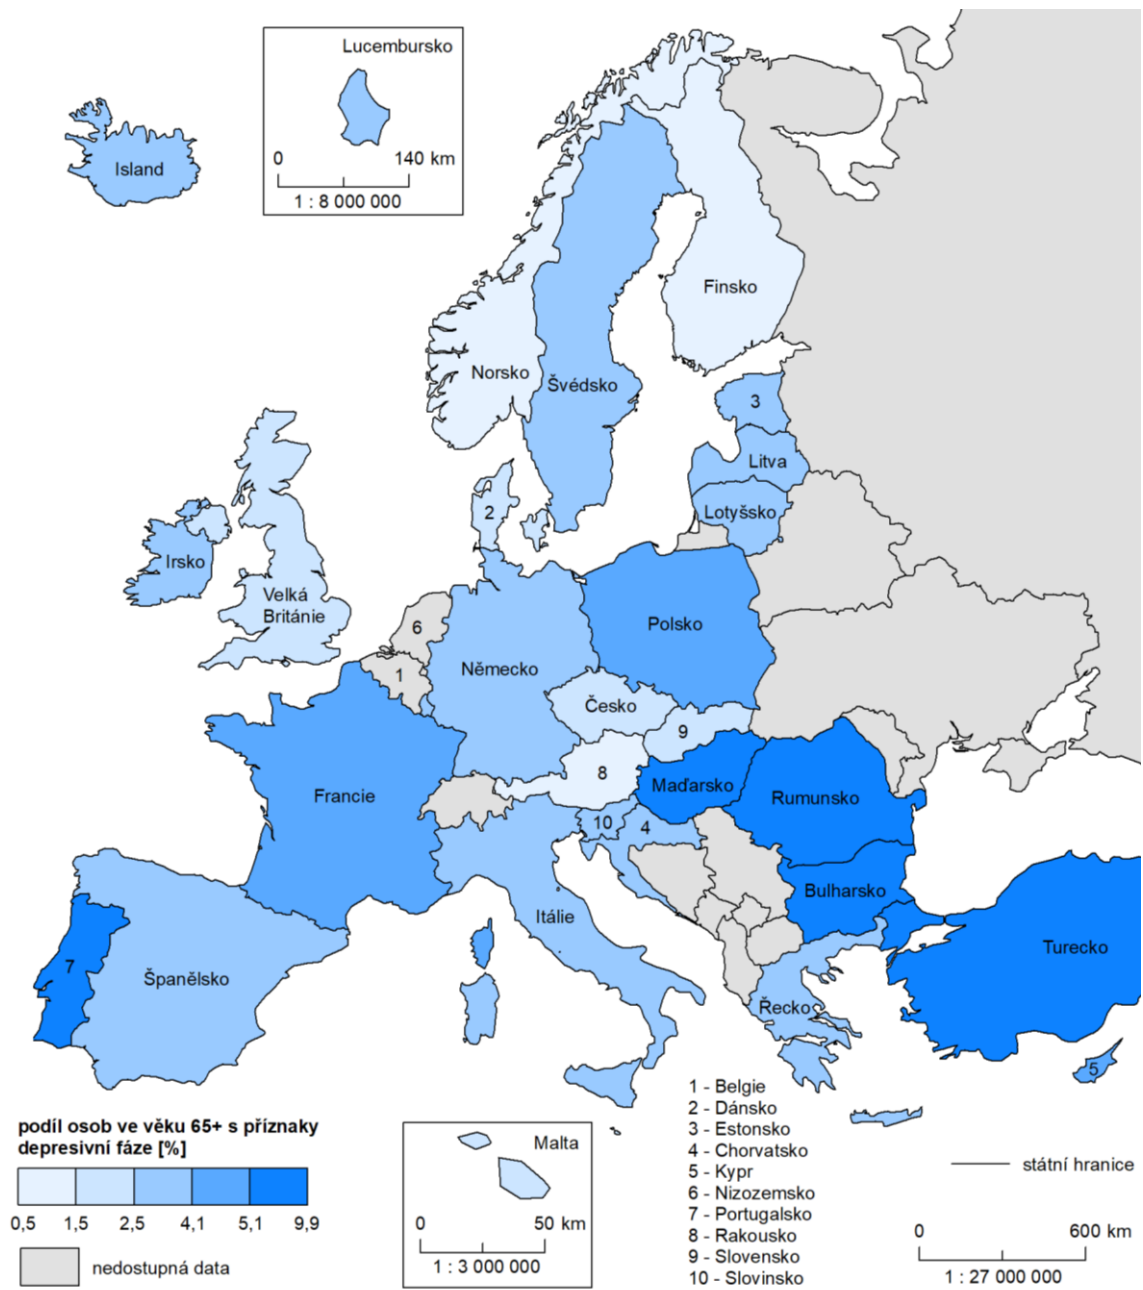 Lucembursko
0 140 km
1 : 8 000 000
Island
Finsko
Norsko
Švédsko
3
Litva
Lotyšsko
2
Irsko
Velká
Británie
6
Polsko
1
Německo
Česko
9
8
Maďarsko
Rumunsko
Francie
10
4
Bulharsko
Itálie
Turecko
7
Španělsko
Řecko
5
podíl osob ve věku 65+ s příznaky
depresivní fáze [%]
0,5 1,5 2,5 4,1 5,1 9,9
nedostupná data
Malta
0 50 km
1 : 3 000 000
1 - Belgie
2 - Dánsko
3 - Estonsko
4 - Chorvatsko
5 - Kypr
6 - Nizozemsko
7 - Portugalsko
8 - Rakousko
9 - Slovensko
10 - Slovinsko
státní hranice
0 600 km
1 : 27 000 000